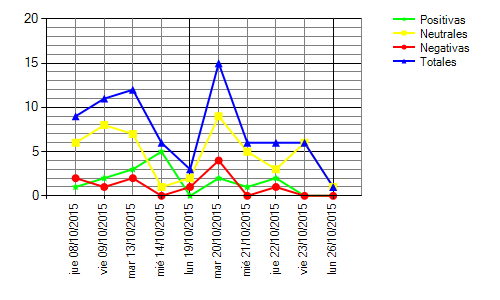 20
15
10
5
0
jue 08/10/2015
vie 09/10/2015
mar 13/10/2015
mié 14/10/2015
lun 19/10/2015
mar 20/10/2015
mié 21/10/2015
jue 22/10/2015
vie 23/10/2015
lun 26/10/2015
Positivas
Neutrales
Negativas
Totales